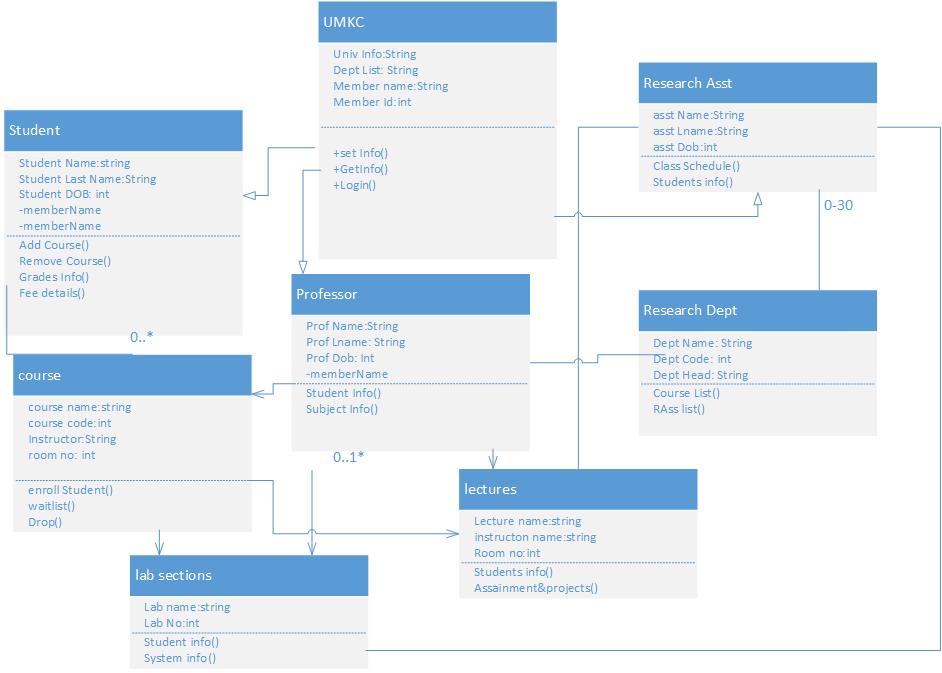 UMKC
Univ Info:String
Dept List: String
Member name:String
Member Id:int
+set Info()
+GetInfo()
+Login()
Research Asst
asst Name:String
asst Lname:String
asst Dob:int
Class Schedule()
Students info()
0-30
Student
Student Name:string
Student Last Name:String
Student DOB: int
-memberName
-memberName
Add Course()
Remove Course()
Grades Info()
Fee details()
0..*
Professor
Prof Name:String
Prof Lname: String
Prof Dob: Int
-memberName
Student Info()
Subject Info()
0..1*
Research Dept
Dept Name: String
Dept Code: int
Dept Head: String
Course List()
RAss list()
course
course name:string
course code:int
Instructor:String
room no: int
enroll Student()
waitlist()
Drop()
lectures
Lecture name:string
instructon name:string
Room no:int
Students info()
Assainment&projects()
lab sections
Lab name:string
Lab No:int
Student info()
System info()